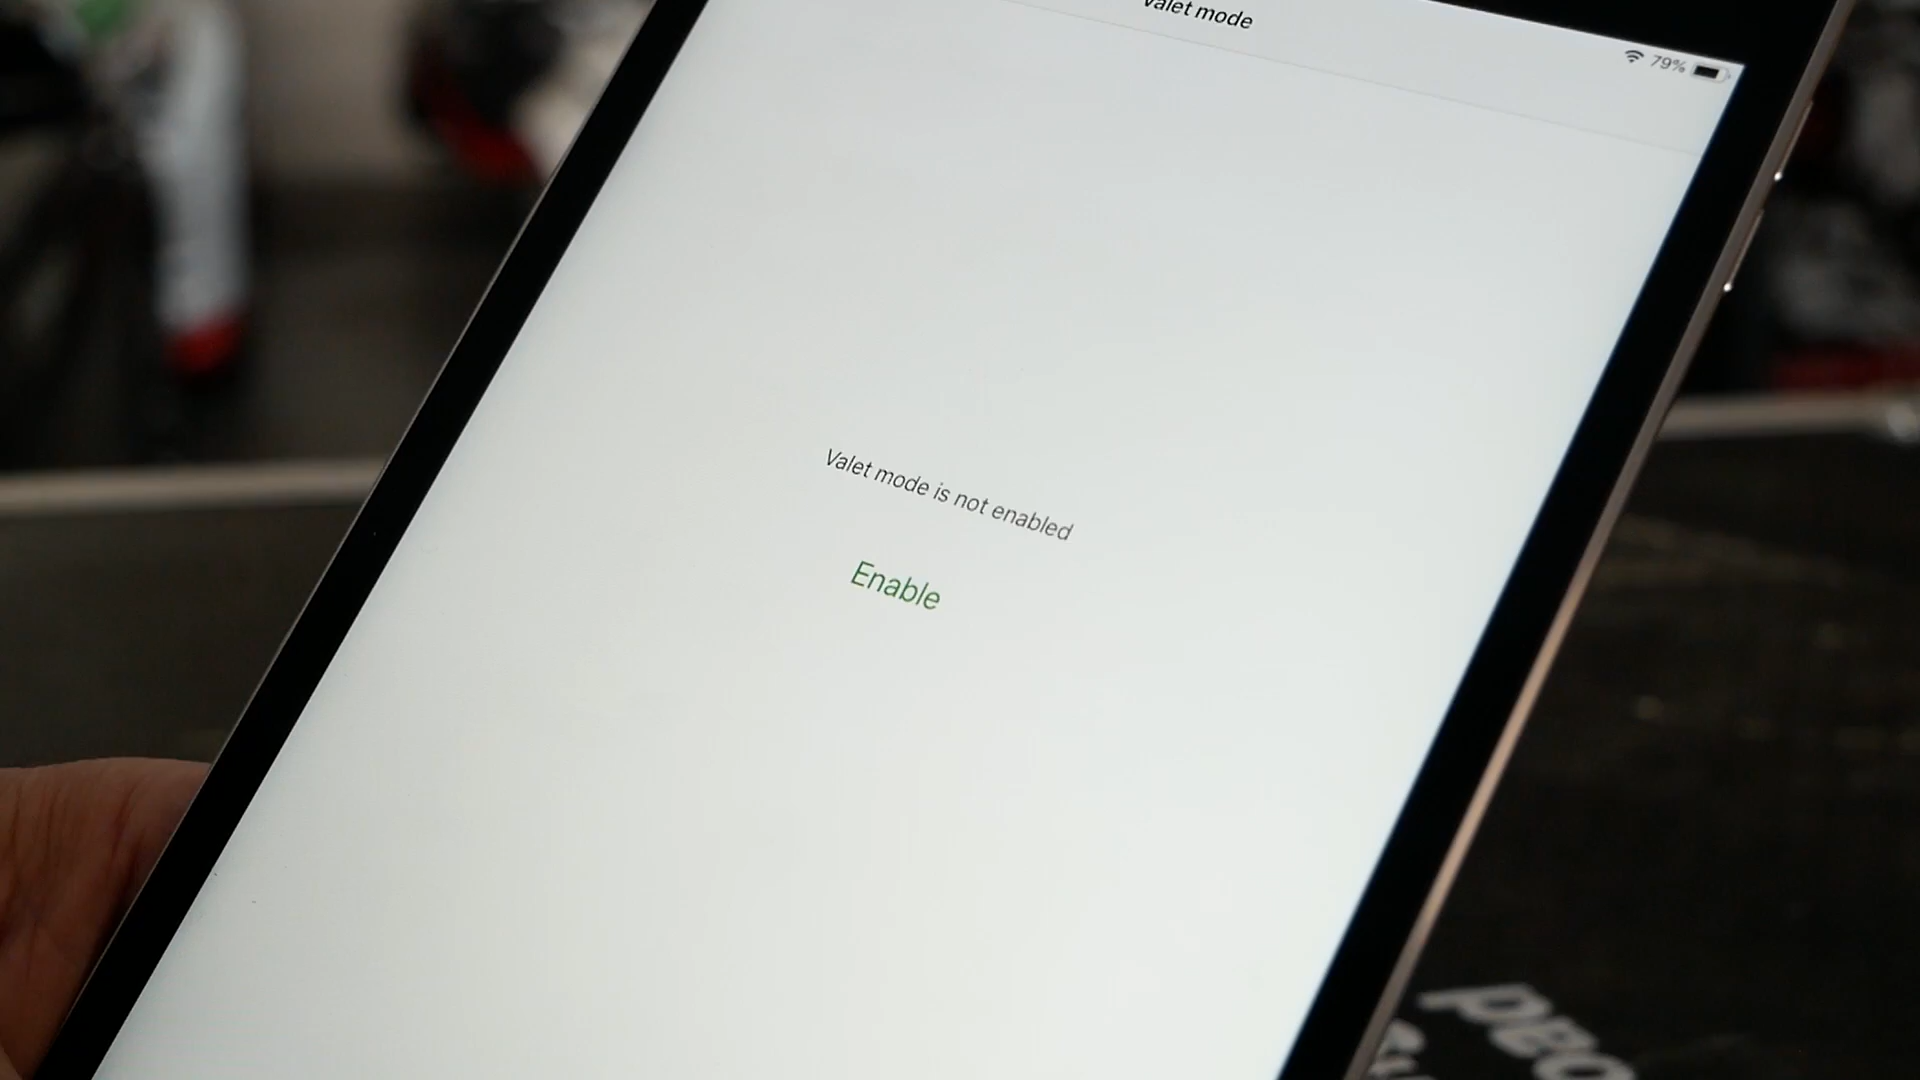 Valet mode
79%
Valet mode is not enabled
Enable